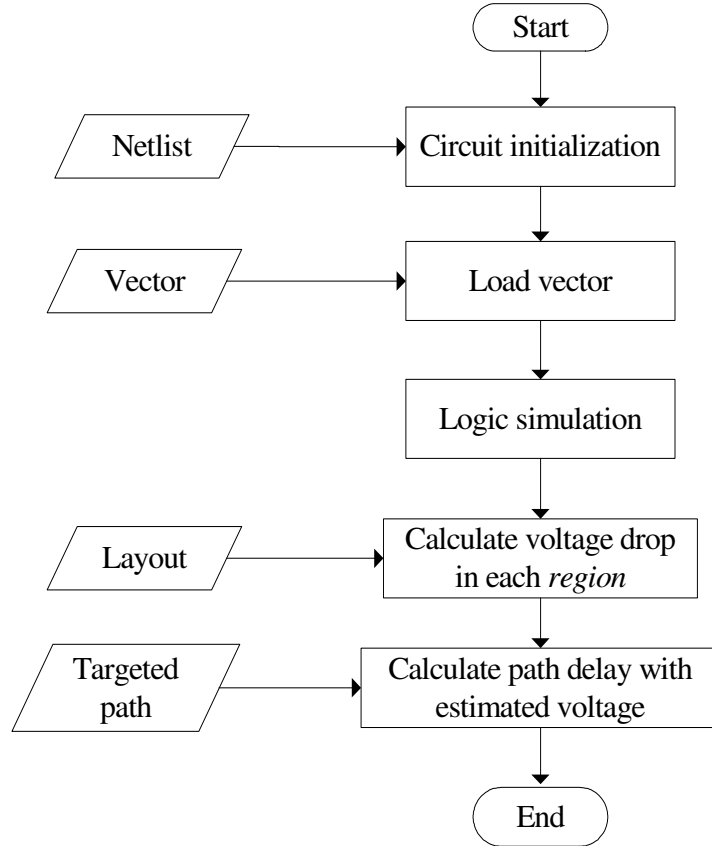 Start
Netlist
Circuit initialization
Vector
Load vector
Logic simulation
Layout
Calculate voltage drop
in each region
Targeted
path
Calculate path delay with
estimated voltage
End